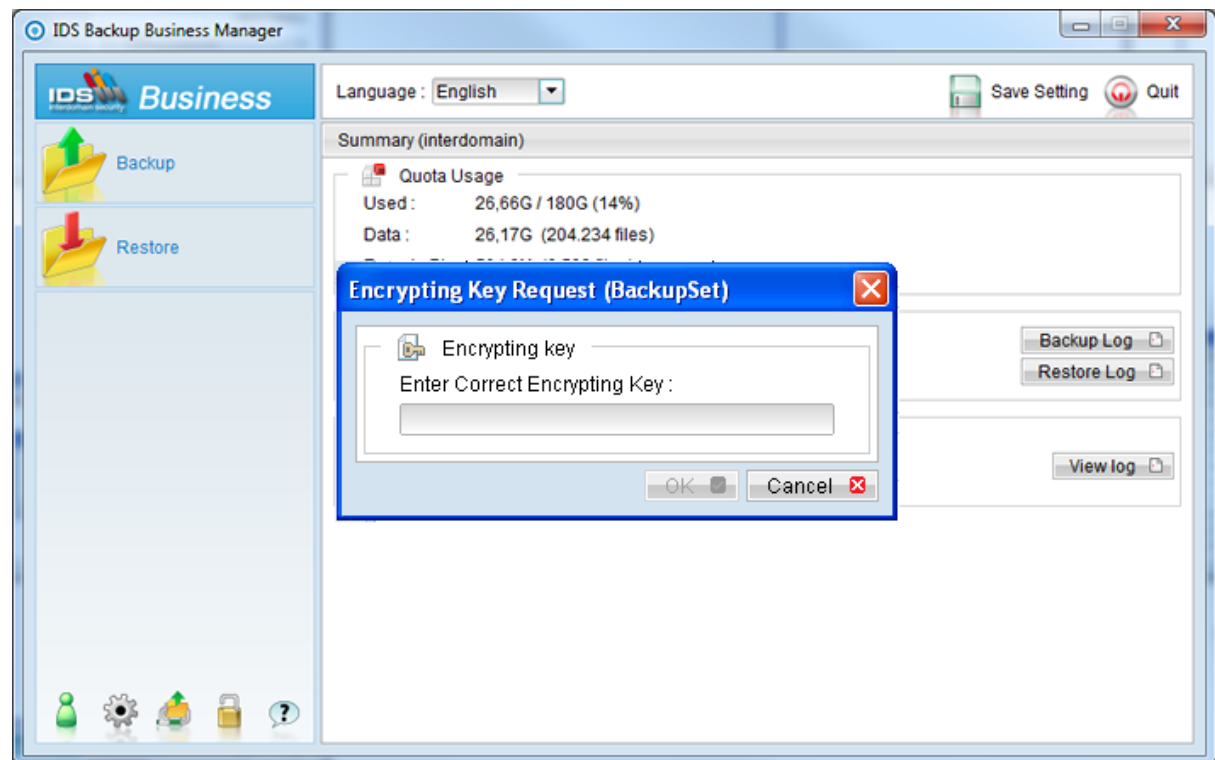 IDS Backup Business Manager
IDS Business
interdomain security
Language : English
Save Setting
Quit
Backup
Restore
Summary (interdomain)
Quota Usage
Used : 26,66G / 180G (14%)
Data : 26,17G (204.234 files)
Encrypting Key Request (BackupSet)
Encrypting key
Enter Correct Encrypting Key :
OK
Cancel
Backup Log
Restore Log
View log
?